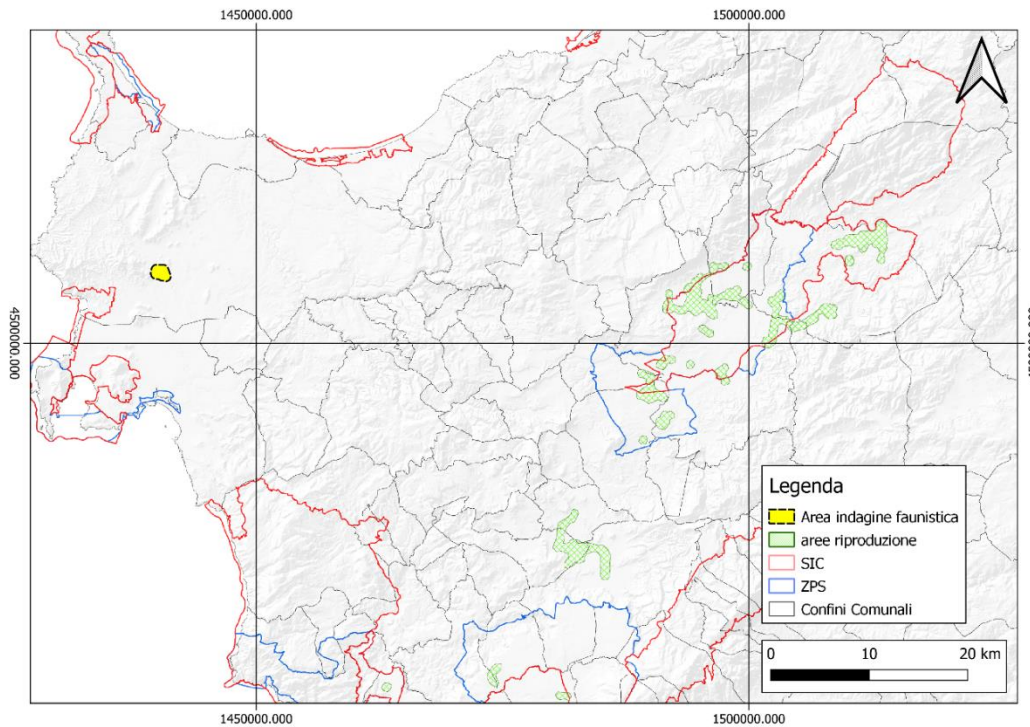 1450000.000 1500000.000
4500000.000
Legenda
Area indagine faunistica
aree riproduzione
SIC
ZPS
Confini Comunali
0 10 20 km
1450000.000 1500000.000